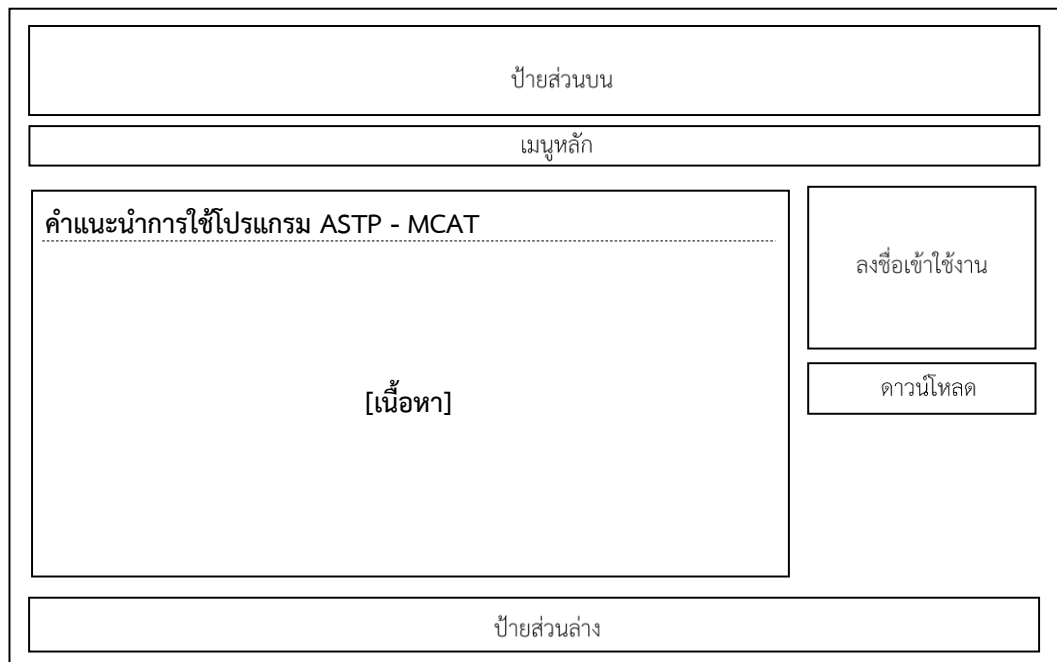 ป้ายส่วนบน
เมนูหลัก
คำแนะนำการใช้โปรแกรม ASTP - MCAT
[เนื้อหา]
ลงชื่อเข้าใช้งาน
ดาวน์โหลด
ป้ายส่วนล่าง